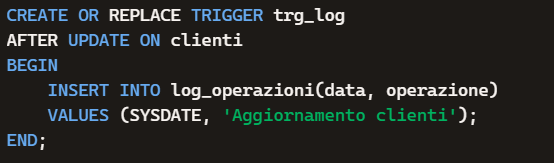 CREATE OR REPLACE TRIGGER trg_log
AFTER UPDATE ON clienti
BEGIN
    INSERT INTO log_operazioni(data, operazione)
    VALUES (SYSDATE, 'Aggiornamento clienti');
END;